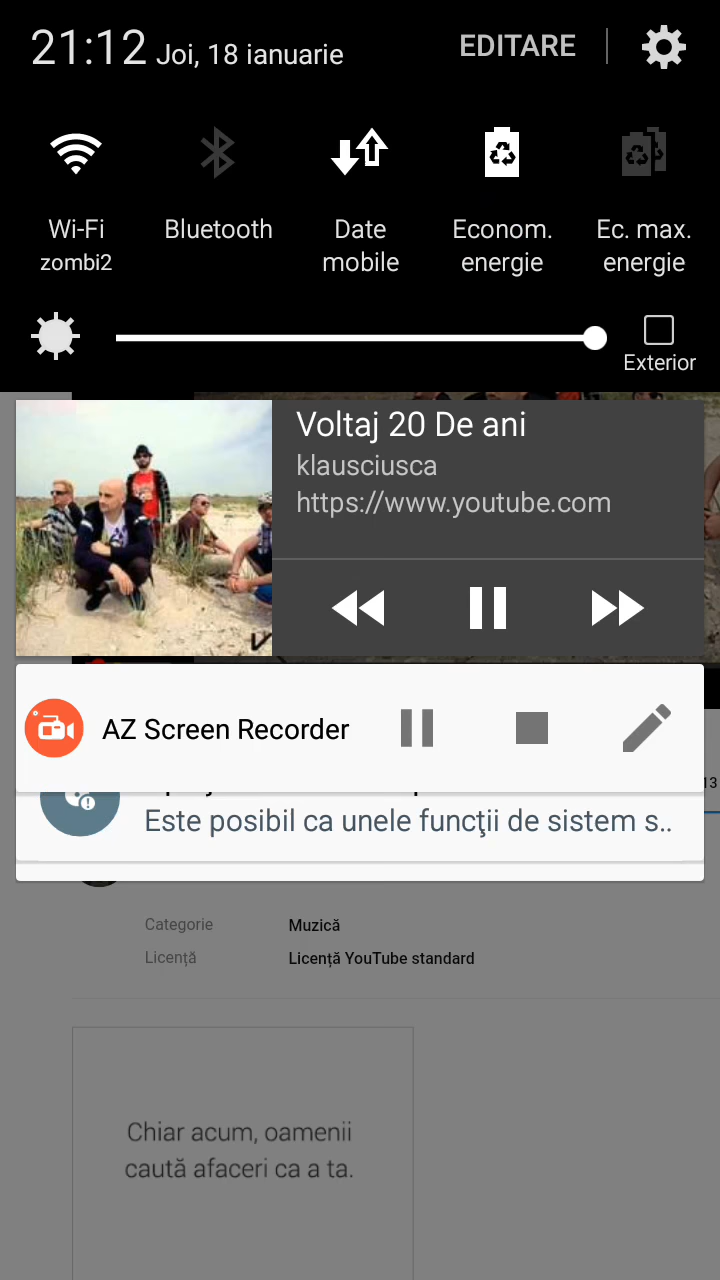 21:12 Joi, 18 ianuarie EDITARE
Wi-Fi
zombi2
Bluetooth
Date
mobile
Econom.
energie
Ec. max.
energie
Exterior
Voltaj 20 De ani
klausciusca
https://www.youtube.com
AZ Screen Recorder
13
Este posibil ca unele funcţii de sistem s..
Categorie Muzică
Licență Licență YouTube standard
Chiar acum, oamenii
caută afaceri ca a ta.